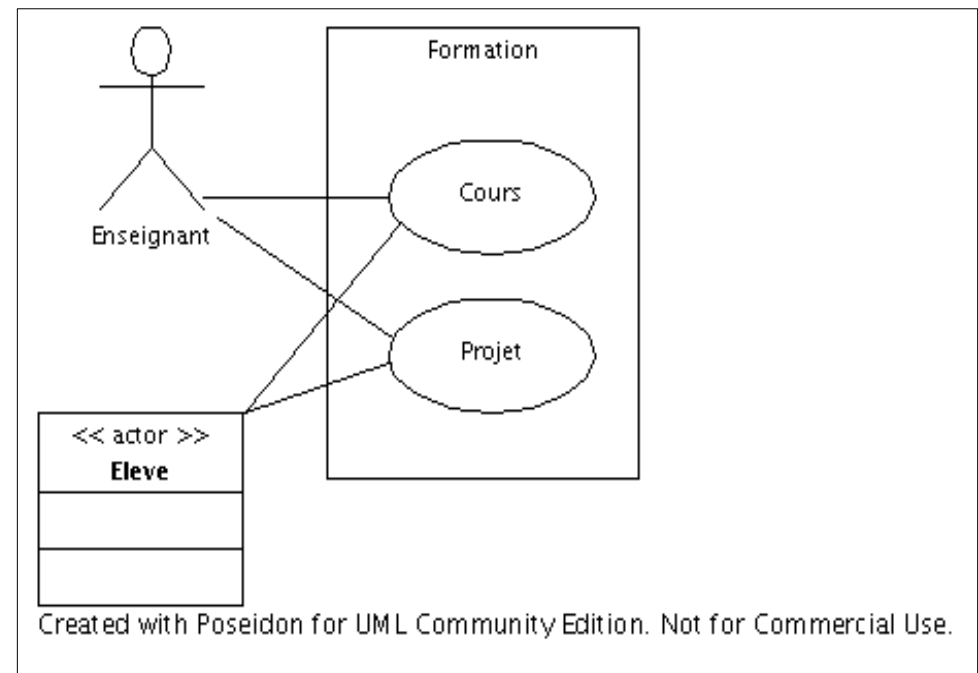 Formation
Cours
Enseignant
Projet
<< actor >>
Eleve
Created with Poseidon for UML Community Edition. Not for Commercial Use.